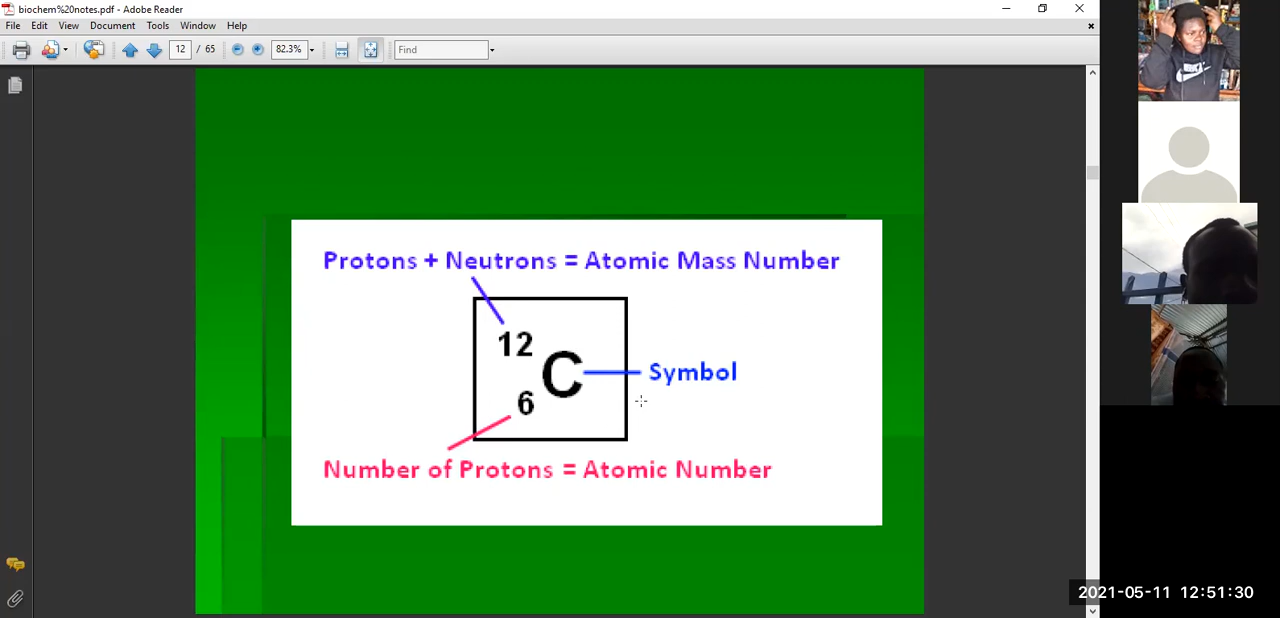 biochem%20notes.pdf - Adobe Reader
File Edit View Document Tools Window Help
12 / 65 82.3% Find
Protons + Neutrons = Atomic Mass Number
12
C Symbol
6
Number of Protons = Atomic Number
2021-05-11 12:51:30